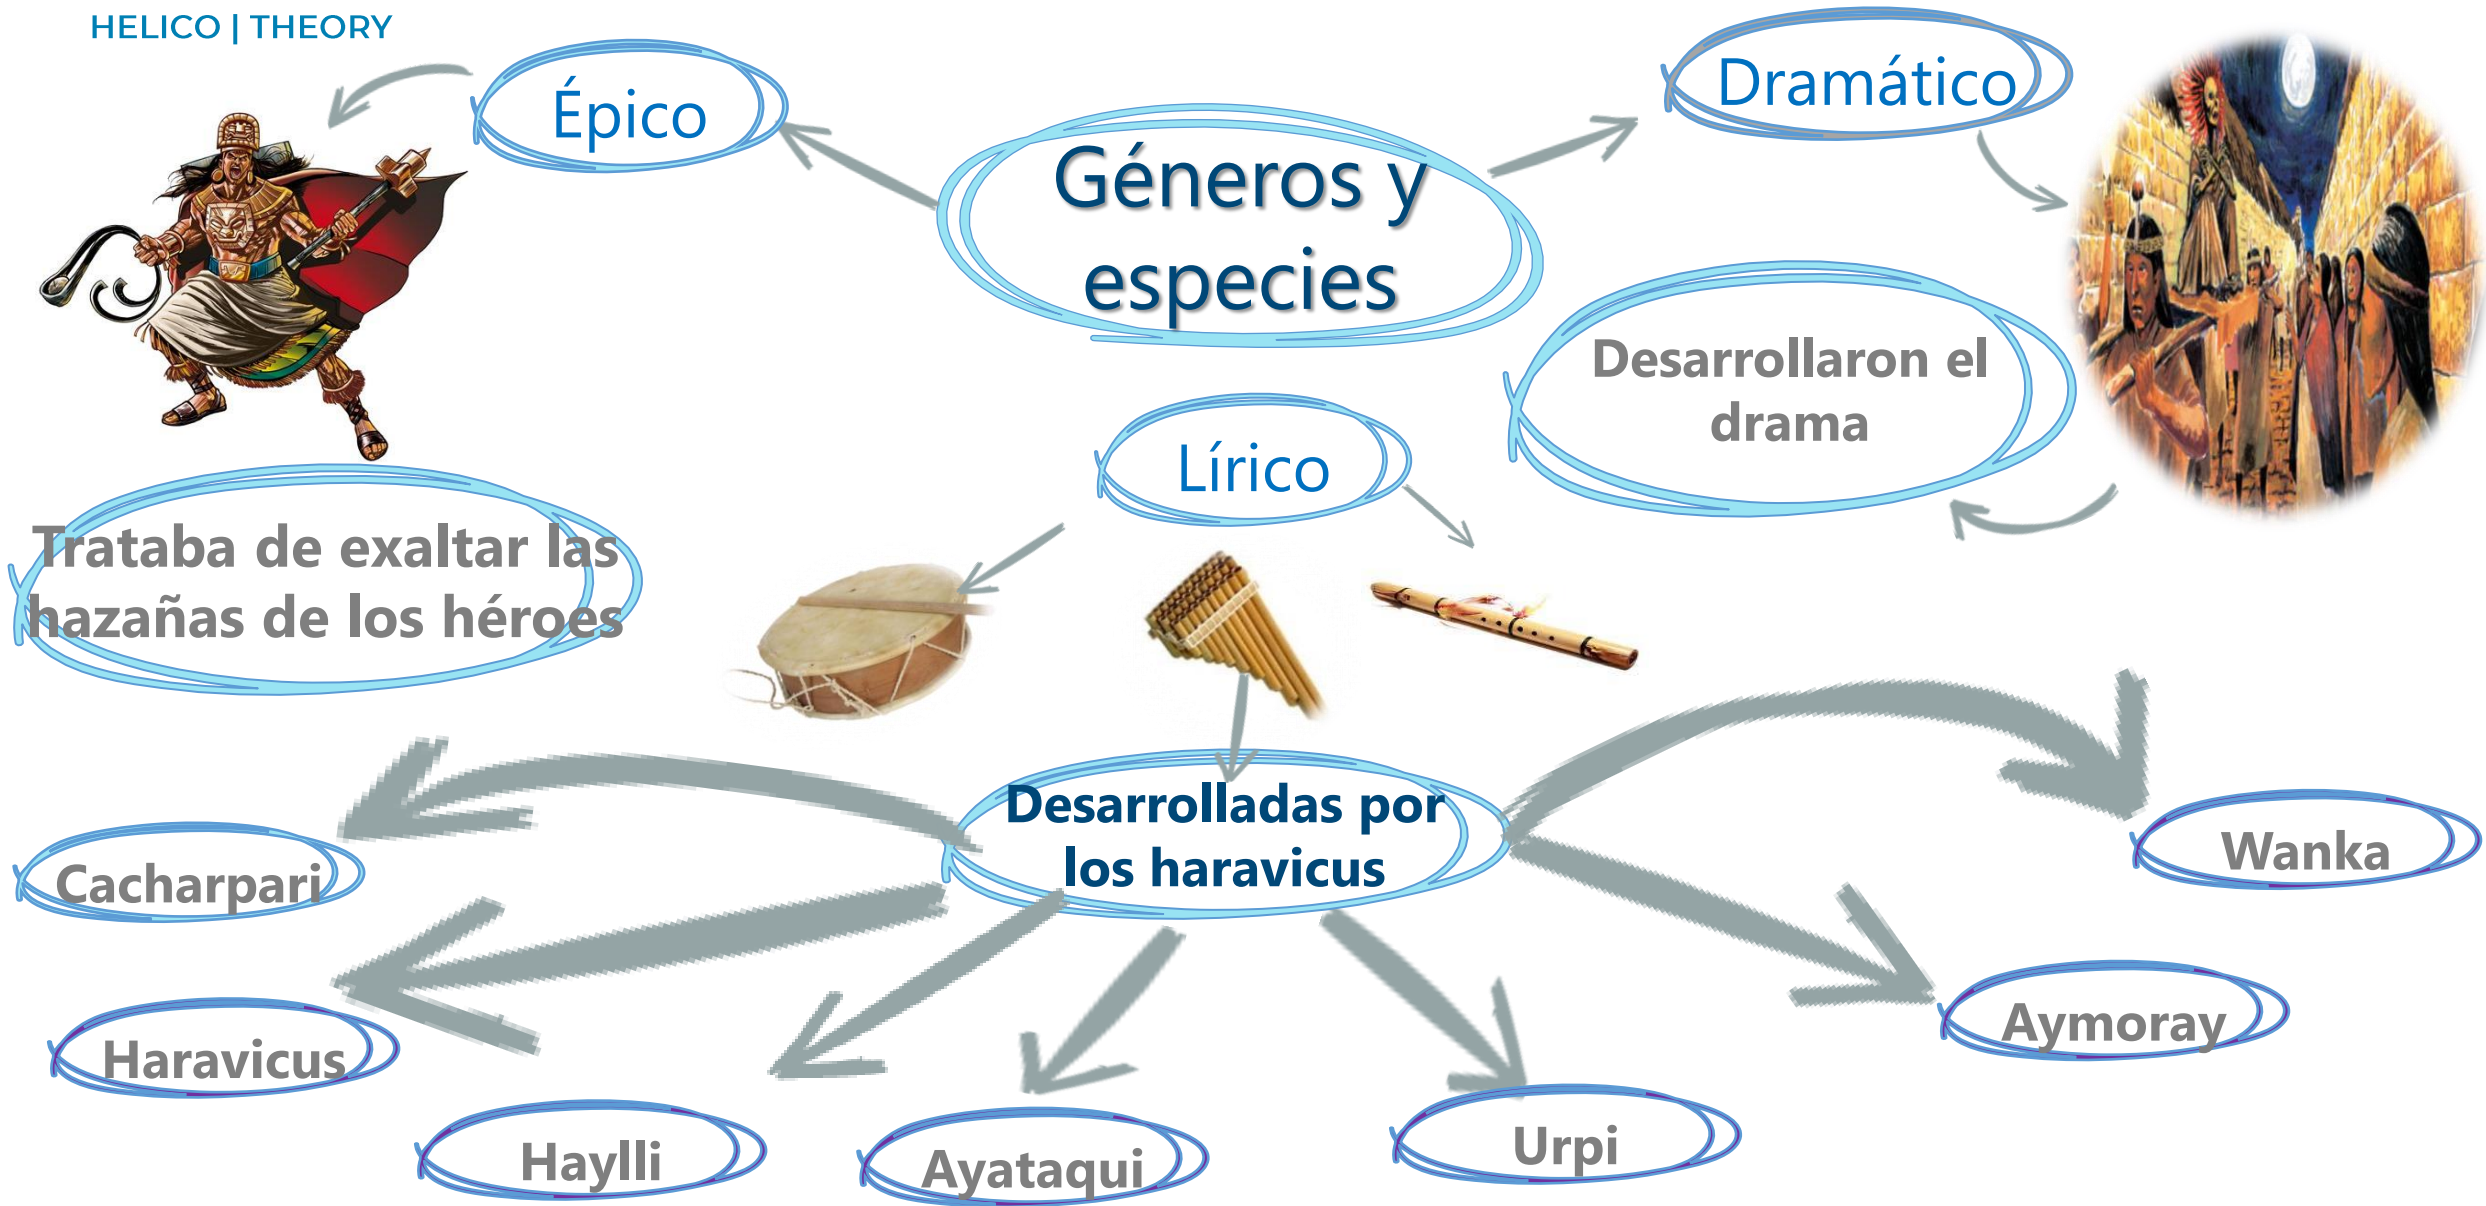 HELICO | THEORY
Épico
Dramático
Géneros y
especies
Desarrollaron el
drama
Lírico
Trataba de exaltar las
hazañas de los héroes
Desarrolladas por
los haravicus
Cacharpari
Wanka
Haravicus
Aymoray
Haylli
Ayataqui
Urpi